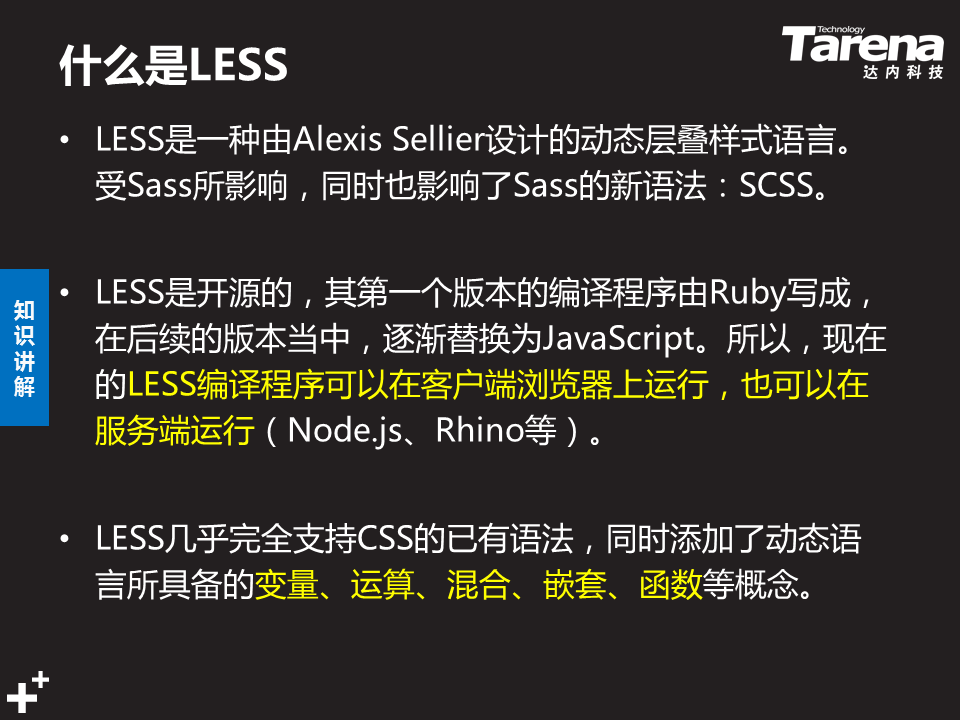 什么是LESS
Technology
Tarena
达内科技
• LESS是一种由Alexis Sellier设计的动态层叠样式语言。
受Sass所影响，同时也影响了Sass的新语法：SCSS。
• LESS是开源的，其第一个版本的编译程序由Ruby写成，
在后续的版本当中，逐渐替换为JavaScript。所以，现在
的LESS编译程序可以在客户端浏览器上运行，也可以在
服务端运行（Node.js、Rhino等）。
• LESS几乎完全支持CSS的已有语法，同时添加了动态语
言所具备的变量、运算、混合、嵌套、函数等概念。
知
识
讲
解